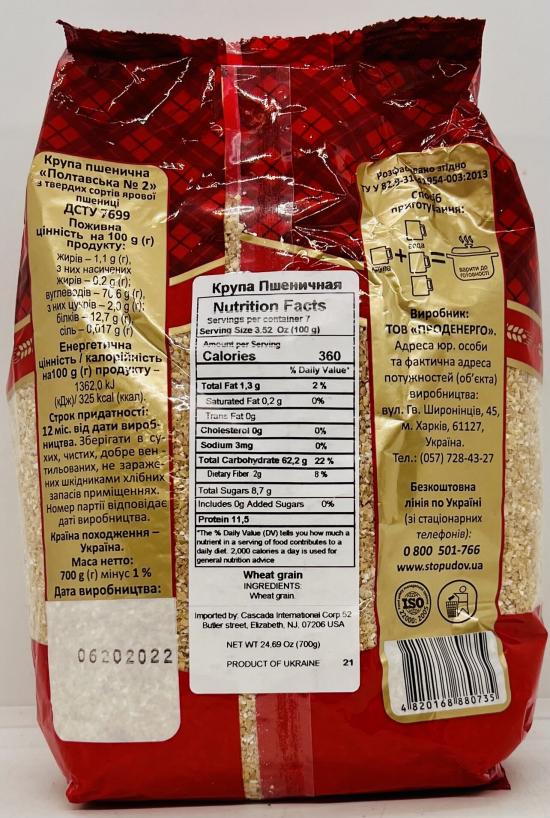 Крупа пшенична
«Полтавська № 2»
з твердих сортів ярової
пшениці
ДСТУ 7699
Поживна
цінність на 100 g (г)
продукту:
жирів – 1,1 g (г),
з них насичених
жирів – 0,2 g (г);
вуглеводів – 70,6 g (г),
з них цукрів – 2,0 g (г);
білків – 12,7 g (г);
сіль – 0,017 g (г)
Енергетична
цінність / калорійність
на100 g (г) продукту –
1362,0 kJ
(кДж)/ 325 kcal (ккал).
Строк придатності:
12 міс. від дати вироб-
ництва. Зберігати в су-
хих, чистих, добре вен-
тильованих, не зараже-
них шкідниками хлібних
запасів приміщеннях.
Номер партії відповідає
даті виробництва.
Країна походження –
Україна.
Маса нетто:
700 g (г) мінус 1 %
Дата виробництва:
06202022
Крупа Пшеничная
Nutrition Facts
Servings per container 7
Serving Size 3.52 Oz (100 g)
Amount per Serving
Calories 360
% Daily Value*
Total Fat 1,3 g 2 %
Saturated Fat 0,2 g 0%
Trans Fat 0g
Cholesterol 0g 0%
Sodium 3mg 0%
Total Carbohydrate 62,2 g 22 %
Dietary Fiber 2g 8 %
Total Sugars 8,7 g
Includes 0g Added Sugars 0%
Protein 11,5
*The % Daily Value (DV) tells you how much a
nutrient in a serving of food contributes to a
daily diet. 2,000 calories a day is used for
general nutrition advice
Wheat grain
INGREDIENTS:
Wheat grain.
Imported by: Cascada International Corp.52
Butler street, Elizabeth, NJ, 07206 USA
NET WT 24.69 Oz (700g)
PRODUCT OF UKRAINE 21
згідно
954-003:2013
Спосіб
приготування:
вода
варити до
готовності
Виробник:
ТОВ «ПРОДЕНЕРГО».
Адреса юр. особи
та фактична адреса
потужностей (об'єкта)
виробництва:
вул. Гв. Широнінців, 45,
м. Харків, 61127,
Україна.
Тел.: (057) 728-43-27
Безкоштовна
лінія по Україні
(зі стаціонарних
телефонів):
0 800 501-766
www.stopudov.ua
ISO
22000: 2005
4 820168 880735